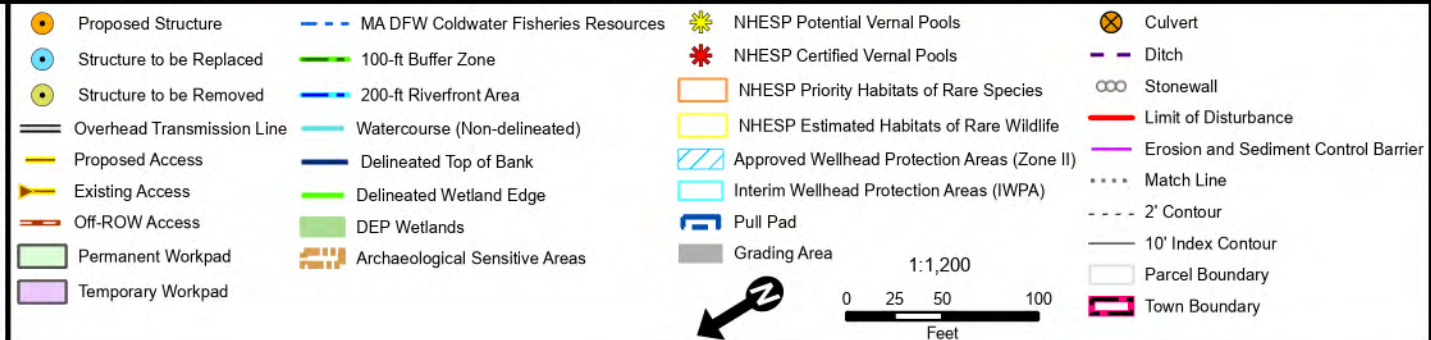 Proposed Structure
Structure to be Replaced
Structure to be Removed
Overhead Transmission Line
Proposed Access
Existing Access
Off-ROW Access
Permanent Workpad
Temporary Workpad
MA DFW Coldwater Fisheries Resources
100-ft Buffer Zone
200-ft Riverfront Area
Watercourse (Non-delineated)
Delineated Top of Bank
Delineated Wetland Edge
DEP Wetlands
Archaeological Sensitive Areas
NHESP Potential Vernal Pools
NHESP Certified Vernal Pools
NHESP Priority Habitats of Rare Species
NHESP Estimated Habitats of Rare Wildlife
Approved Wellhead Protection Areas (Zone II)
Interim Wellhead Protection Areas (IWPA)
Pull Pad
Grading Area
N
1:1,200
0 25 50 100
Feet
Culvert
Ditch
Stonewall
Limit of Disturbance
Erosion and Sediment Control Barrier
Match Line
2' Contour
10' Index Contour
Parcel Boundary
Town Boundary